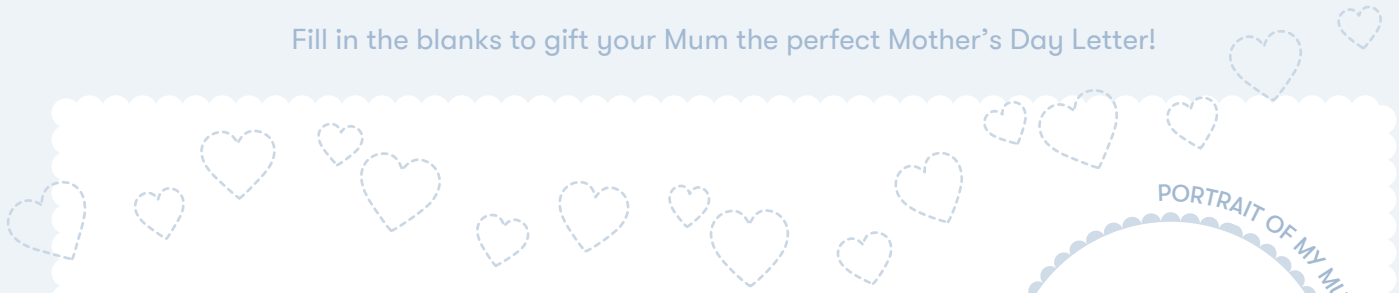 Fill in the blanks to gift your Mum the perfect Mother's Day Letter!
PORTRAIT OF MY